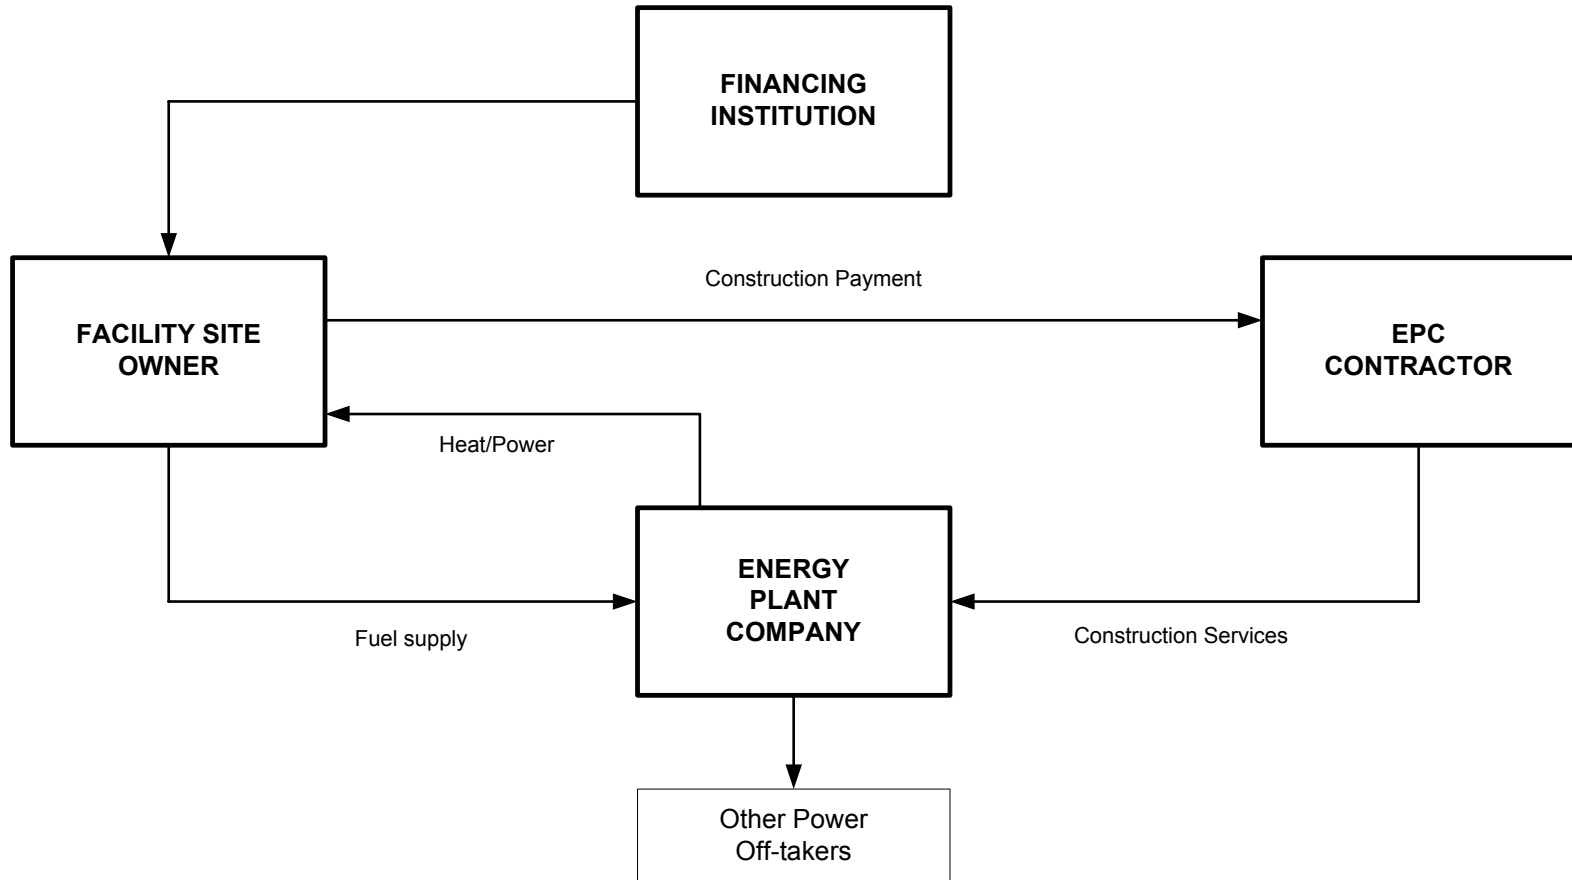 FINANCING
INSTITUTION
Construction Payment
FACILITY SITE
OWNER
EPC
CONTRACTOR
Heat/Power
ENERGY
PLANT
COMPANY
Fuel supply
Construction Services
Other Power
Off-takers